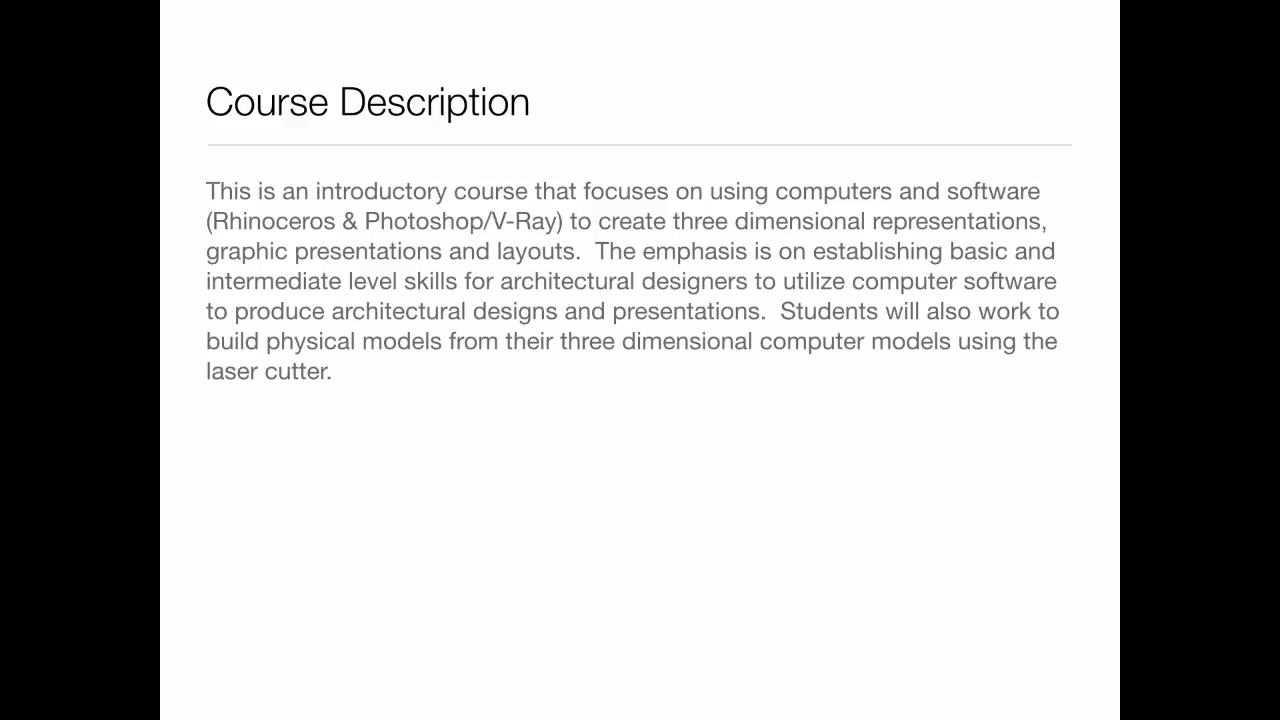 Course Description
This is an introductory course that focuses on using computers and software
(Rhinoceros & Photoshop/V-Ray) to create three dimensional representations,
graphic presentations and layouts.  The emphasis is on establishing basic and
intermediate level skills for architectural designers to utilize computer software
to produce architectural designs and presentations.  Students will also work to
build physical models from their three dimensional computer models using the
laser cutter.